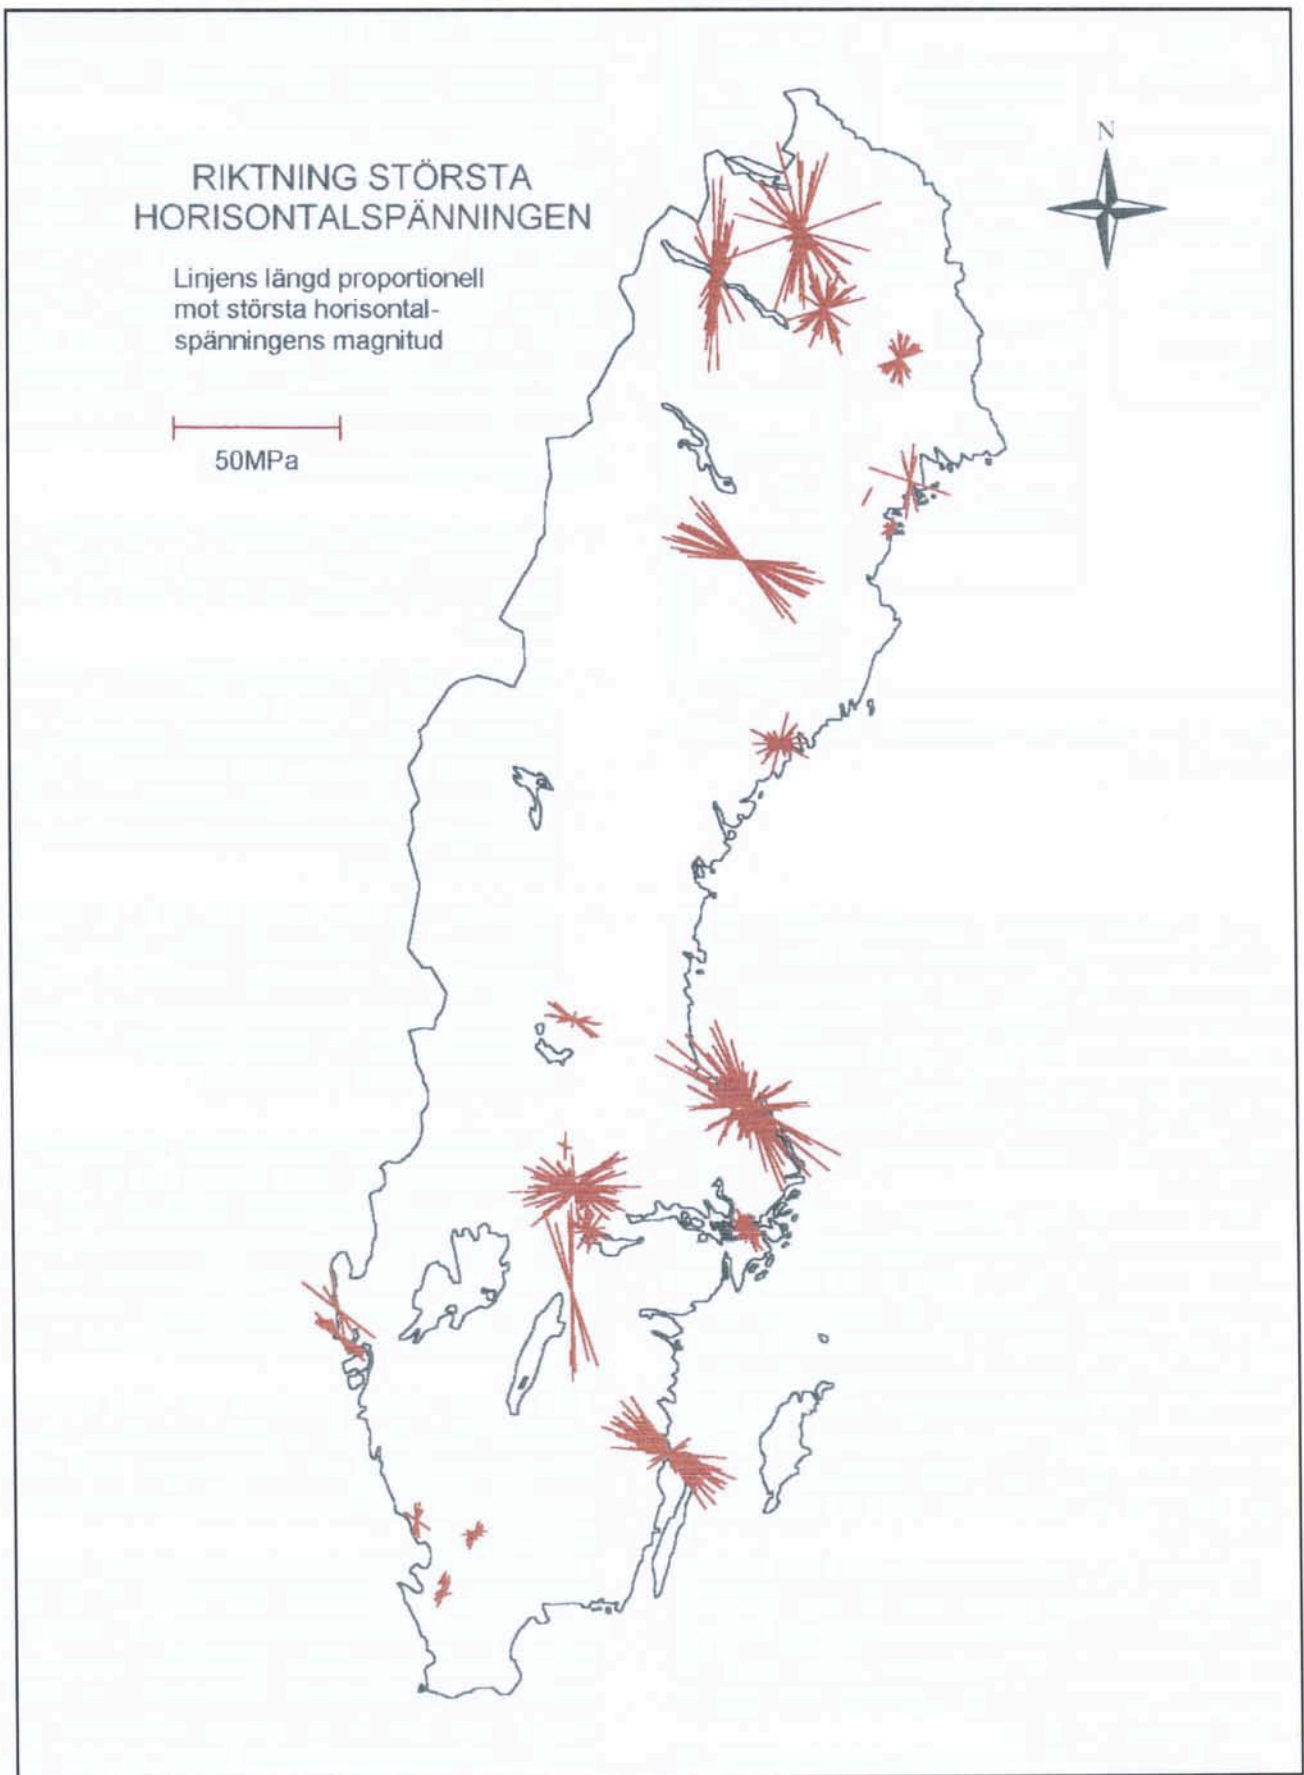 RIKTNING STÖRSTA
HORISONTALSPÄNNINGEN
Linjens längd proportionell
mot största horisontal-
spänningens magnitud
50MPa
N